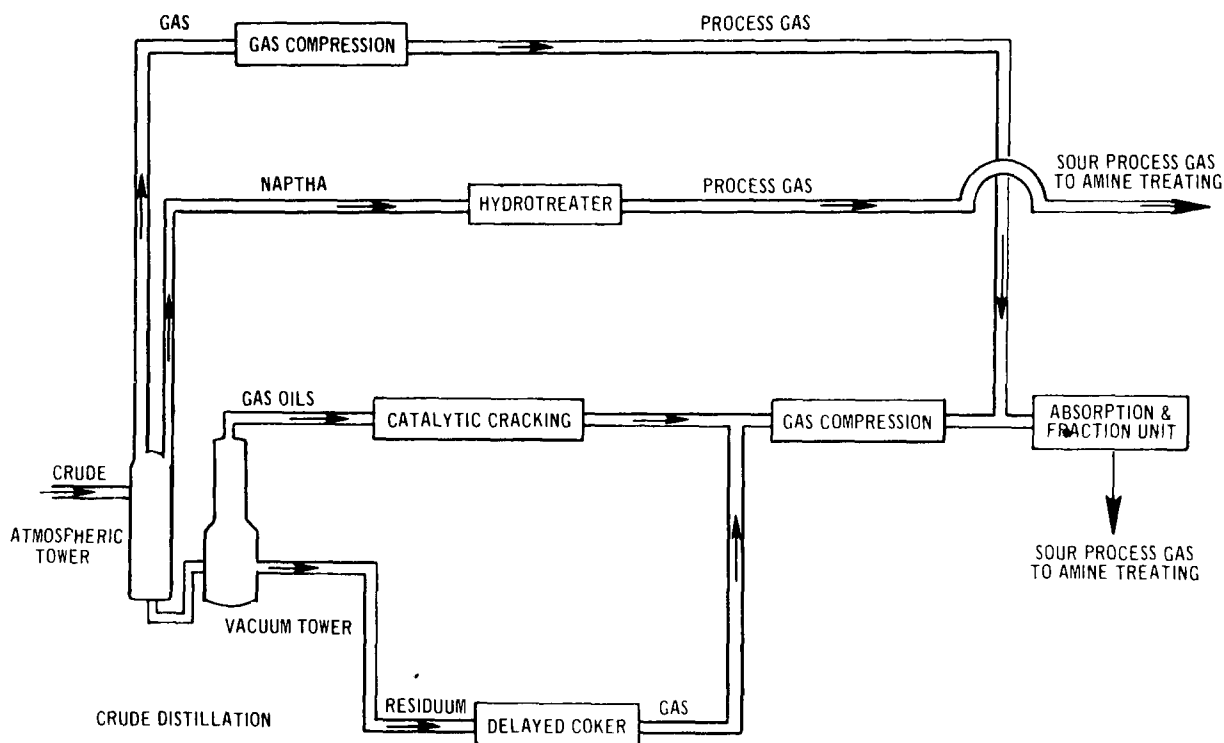 GAS
GAS COMPRESSION
PROCESS GAS
SOUR PROCESS GAS
TO AMINE TREATING
NAPTHA
HYDROTREATER
PROCESS GAS
GAS OILS
CATALYTIC CRACKING
GAS COMPRESSION
ABSORPTION &
FRACTION UNIT
CRUDE
ATMOSPHERIC
TOWER
SOUR PROCESS GAS
TO AMINE TREATING
VACUUM TOWER
RESIDUUM
DELAYED COKER
GAS
CRUDE DISTILLATION